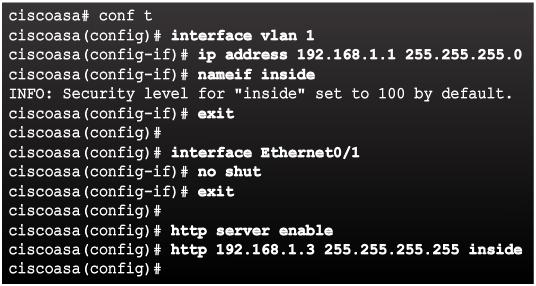 ciscoasa# conf t
ciscoasa(config)# interface vlan 1
ciscoasa(config-if)# ip address 192.168.1.1 255.255.255.0
ciscoasa(config-if)# nameif inside
INFO: Security level for "inside" set to 100 by default.
ciscoasa(config-if)# exit
ciscoasa(config)#
ciscoasa(config)# interface Ethernet0/1
ciscoasa(config-if)# no shut
ciscoasa(config-if)# exit
ciscoasa(config)#
ciscoasa(config)# http server enable
ciscoasa(config)# http 192.168.1.3 255.255.255.255 inside
ciscoasa(config)#